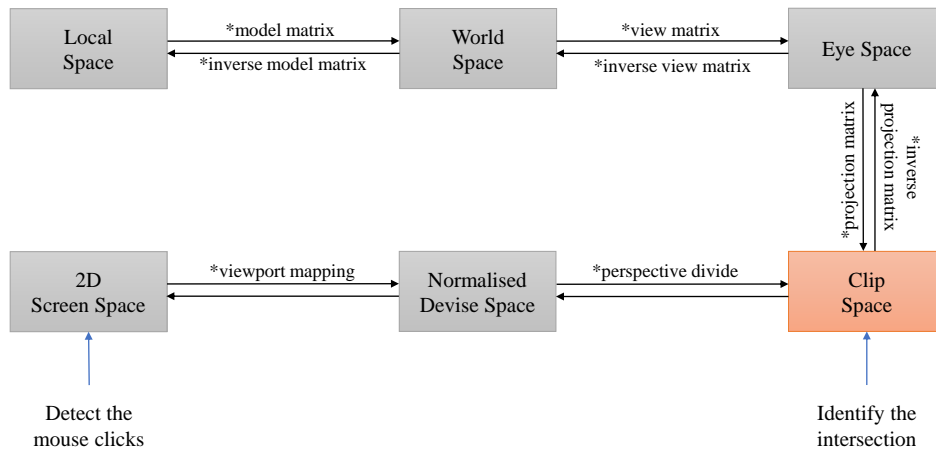 Local
Space
*model matrix
*inverse model matrix
World
Space
*view matrix
*inverse view matrix
Eye Space
*projection matrix
*inverse
projection matrix
2D
Screen Space
*viewport mapping
Normalised
Devise Space
*perspective divide
Clip
Space
Detect the
mouse clicks
Identify the
intersection